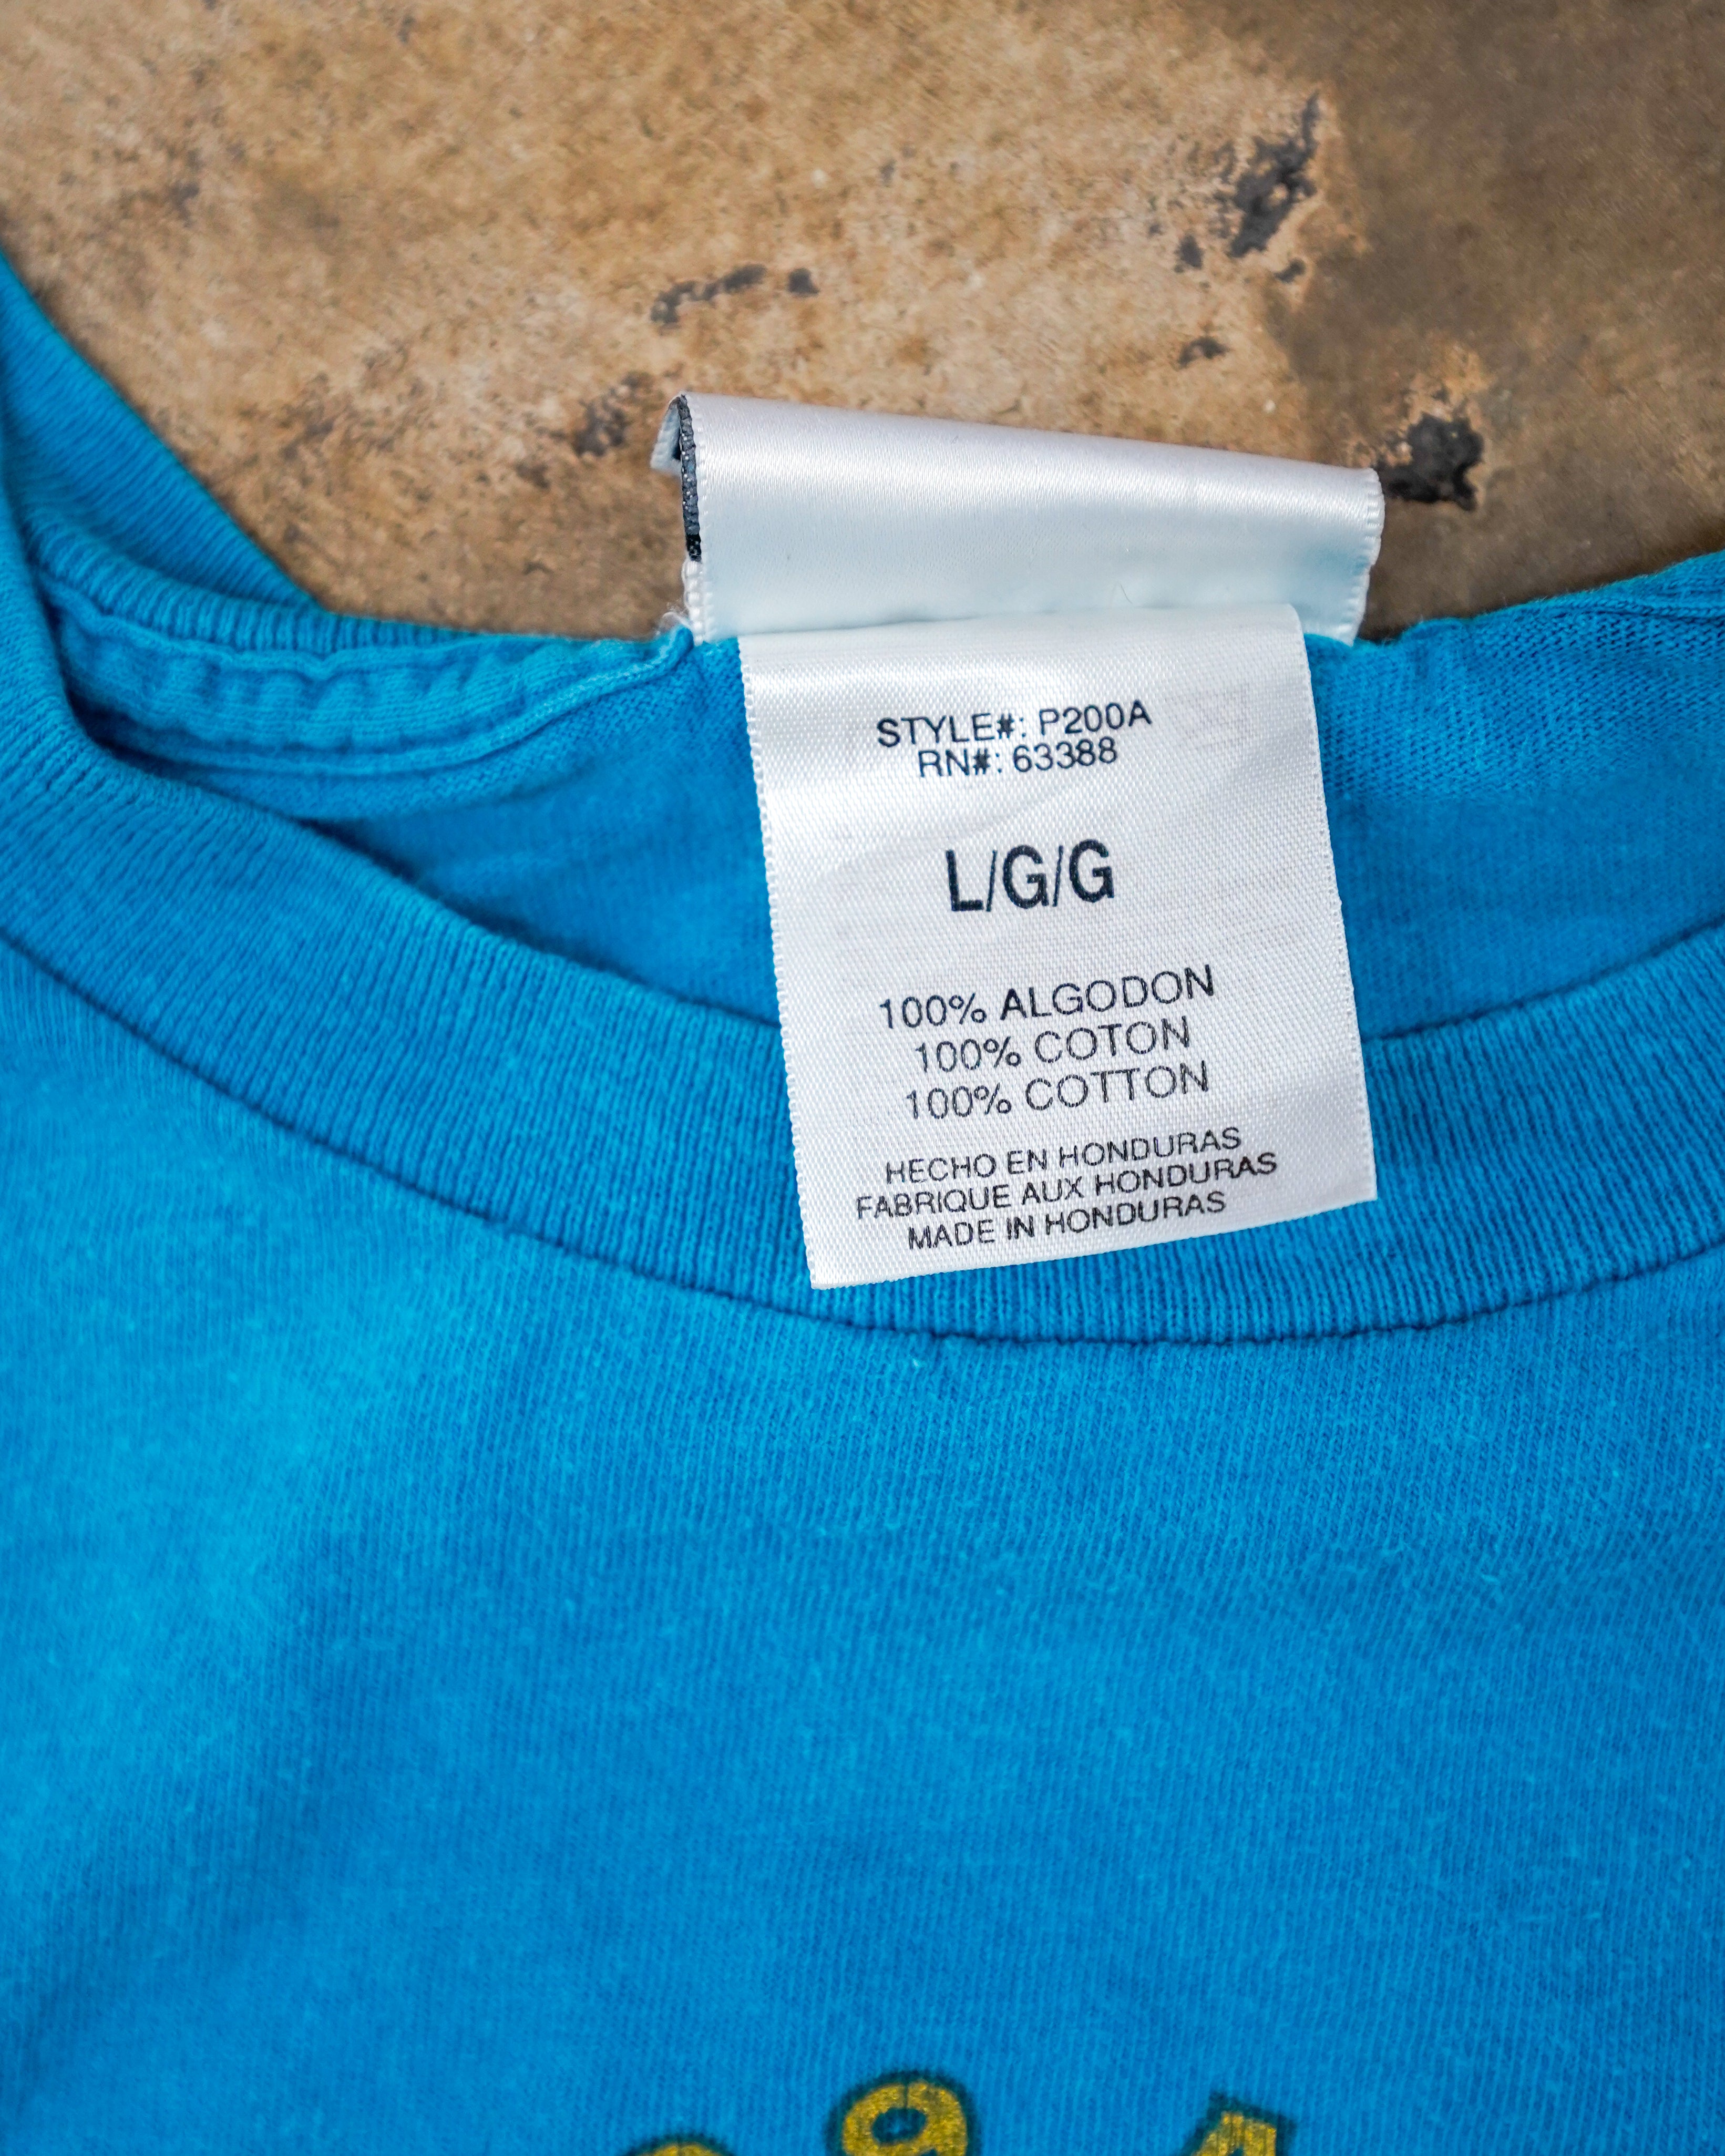 STYLE#: P200A
RN#: 63388
L/G/G
100% ALGODON
100% COTON
100% COTTON
HECHO EN HONDURAS
FABRIQUE AUX HONDURAS
MADE IN HONDURAS